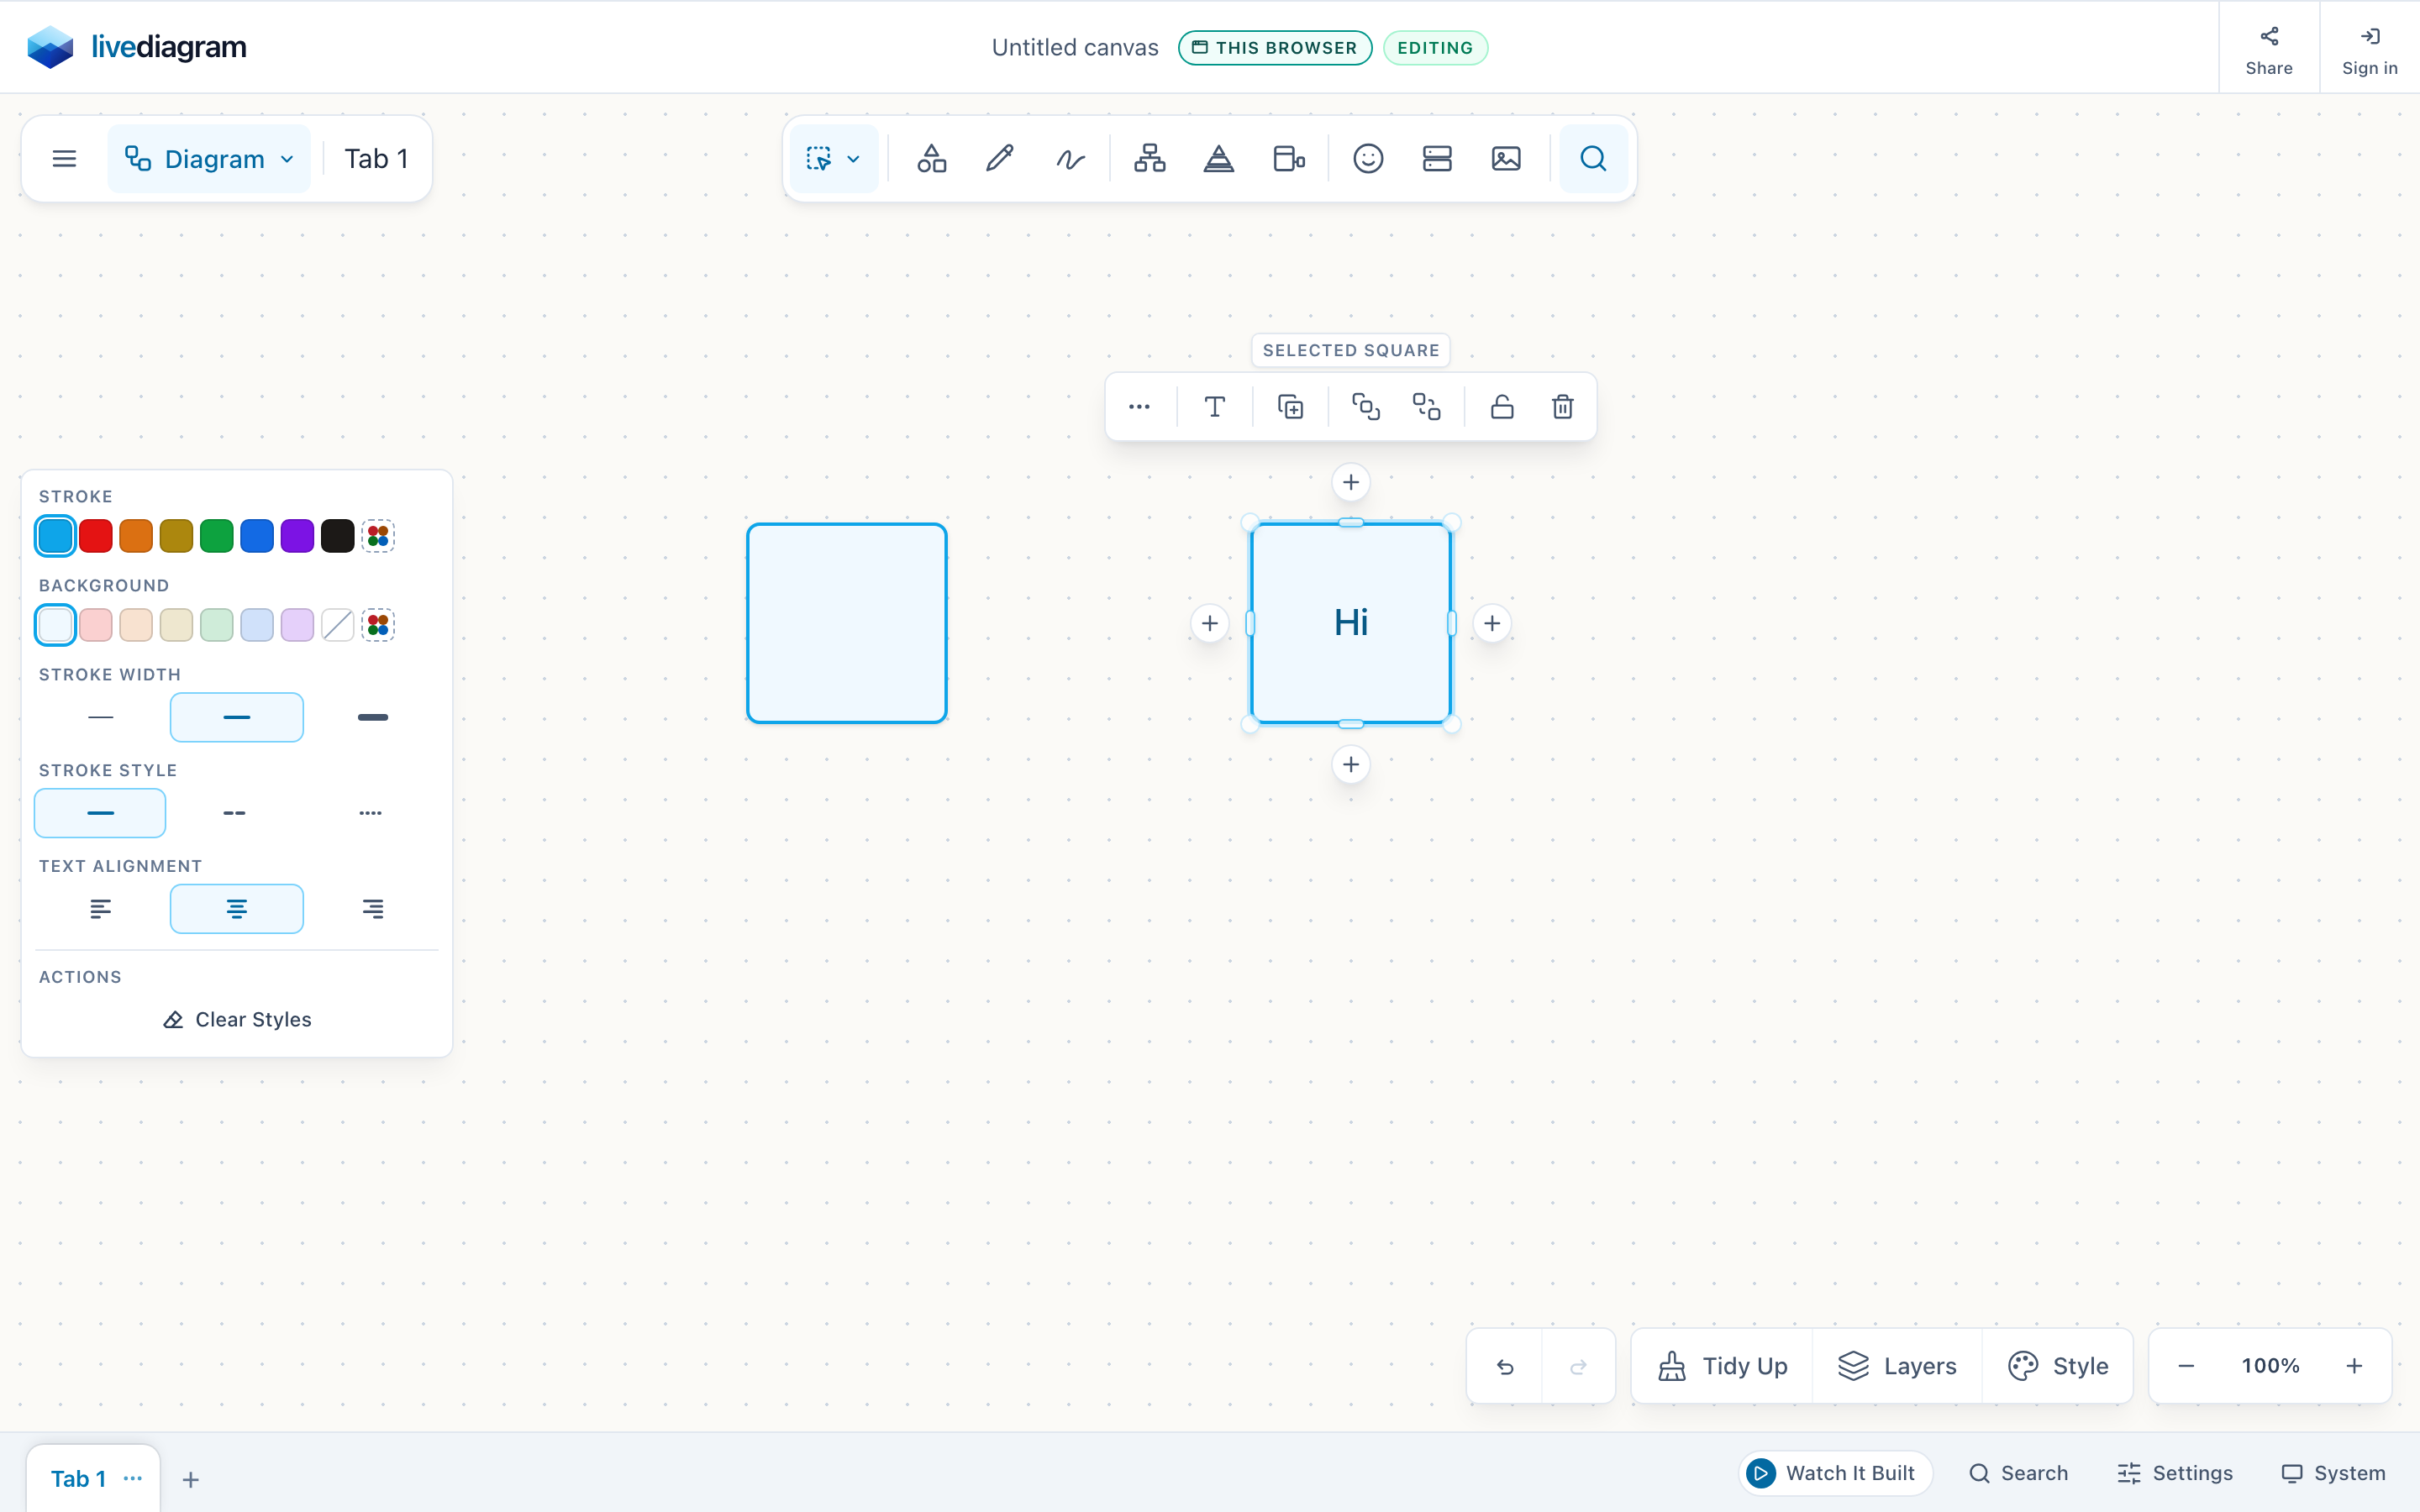 livediagram
Untitled canvas
THIS BROWSER
EDITING
Share
Sign in
Diagram
Tab 1
SELECTED SQUARE
STROKE
BACKGROUND
STROKE WIDTH
STROKE STYLE
TEXT ALIGNMENT
ACTIONS
Clear Styles
Hi
Tidy Up
Layers
Style
100%
Tab 1
Watch It Built
Search
Settings
System